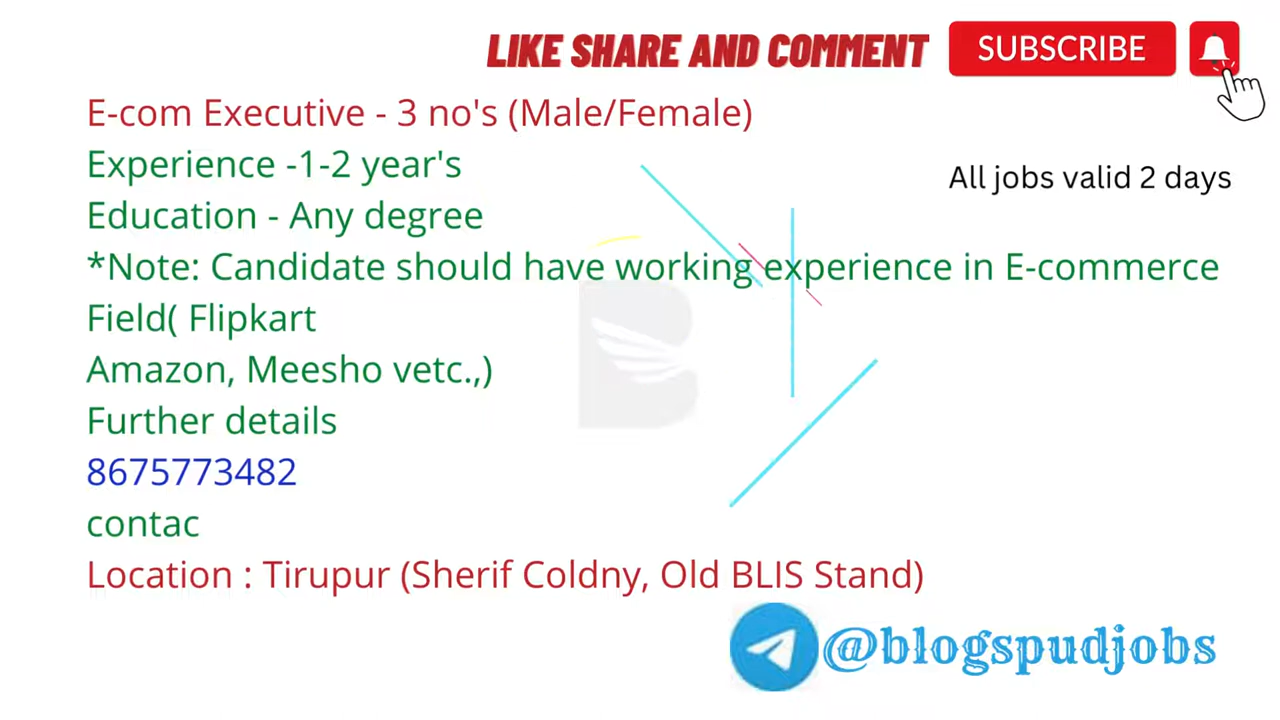 LIKE SHARE AND COMMENT
SUBSCRIBE
E-com Executive - 3 no's (Male/Female)
Experience -1-2 year's
All jobs valid 2 days
Education - Any degree
*Note: Candidate should have working experience in E-commerce
Field( Flipkart
Amazon, Meesho vetc.,)
Further details
8675773482
contac
Location : Tirupur (Sherif Coldny, Old BLIS Stand)
@blogspudjobs